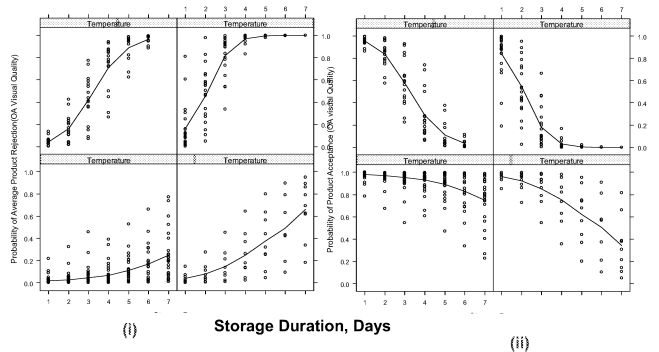 1 2 3 4 5 6 7
1 2 3 4 5 6 7
Temperature
Temperature
Temperature
Temperature
1.0
0.8
0.6
0.4
0.2
0.0
1.0
0.8
0.6
0.4
0.2
0.0
Temperature
Temperature
Temperature
Temperature
1.0
0.8
0.6
0.4
0.2
0.0
1.0
0.8
0.6
0.4
0.2
0.0
Probability of Average Product Rejection(OA Visual Quality)
Probability of Product Acceptance (OA visual Quality)
1 2 3 4 5 6 7
1 2 3 4 5 6 7
(i)
Storage Duration, Days
(ii)